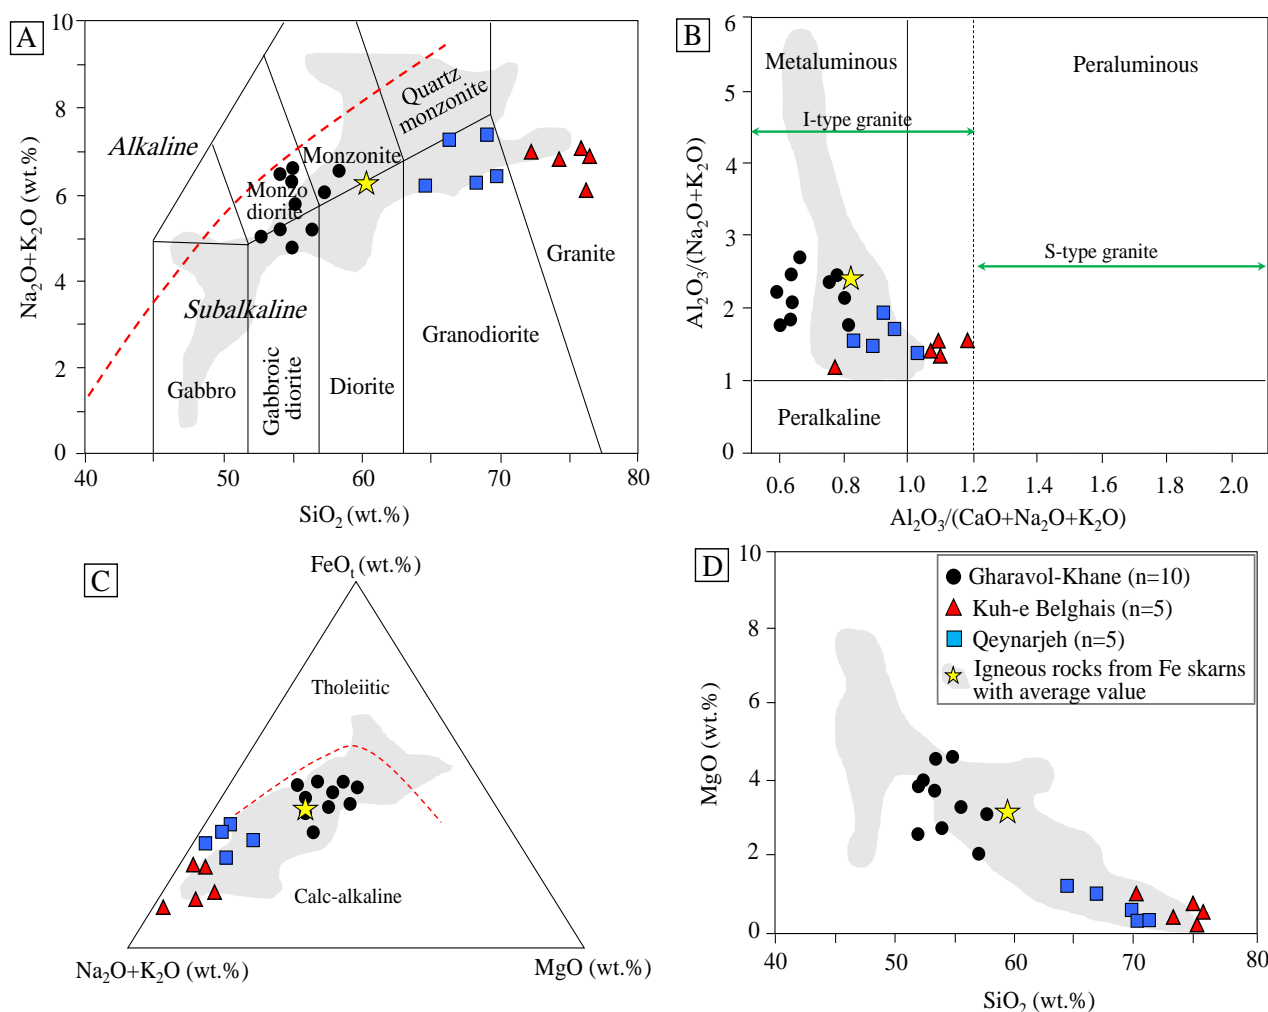 A
10
8
6
4
2
0
Na₂O+K₂O (wt.%)
Alkaline
Subalkaline
Quartz
monzonite
Monzonite
Monzo
diorite
Gabbro
Gabbroic
diorite
Diorite
Granodiorite
Granite
40
50
60
70
80
SiO₂ (wt.%)
B
6
5
4
3
2
1
0
Al₂O₃/(Na₂O+K₂O)
Metaluminous
Peraluminous
I-type granite
S-type granite
Peralkaline
0.6
0.8
1.0
1.2
1.4
1.6
1.8
2.0
Al₂O₃/(CaO+Na₂O+K₂O)
C
FeOt (wt.%)
Tholeiitic
Calc-alkaline
Na₂O+K₂O (wt.%)
MgO (wt.%)
D
10
8
6
4
2
0
MgO (wt.%)
Gharavol-Khane (n=10)
Kuh-e Belghais (n=5)
Qeynarjeh (n=5)
Igneous rocks from Fe skarns
with average value
40
50
60
70
80
SiO₂ (wt.%)